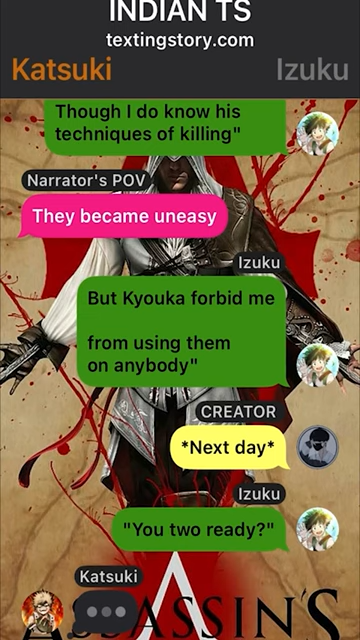 INDIAN TS
textingstory.com
Katsuki
Izuku
Though I do know his
techniques of killing"
Narrator's POV
They became uneasy
Izuku
But Kyouka forbid me
from using them
on anybody"
CREATOR
*Next day*
Izuku
"You two ready?"
Katsuki
ASSASSIN'S